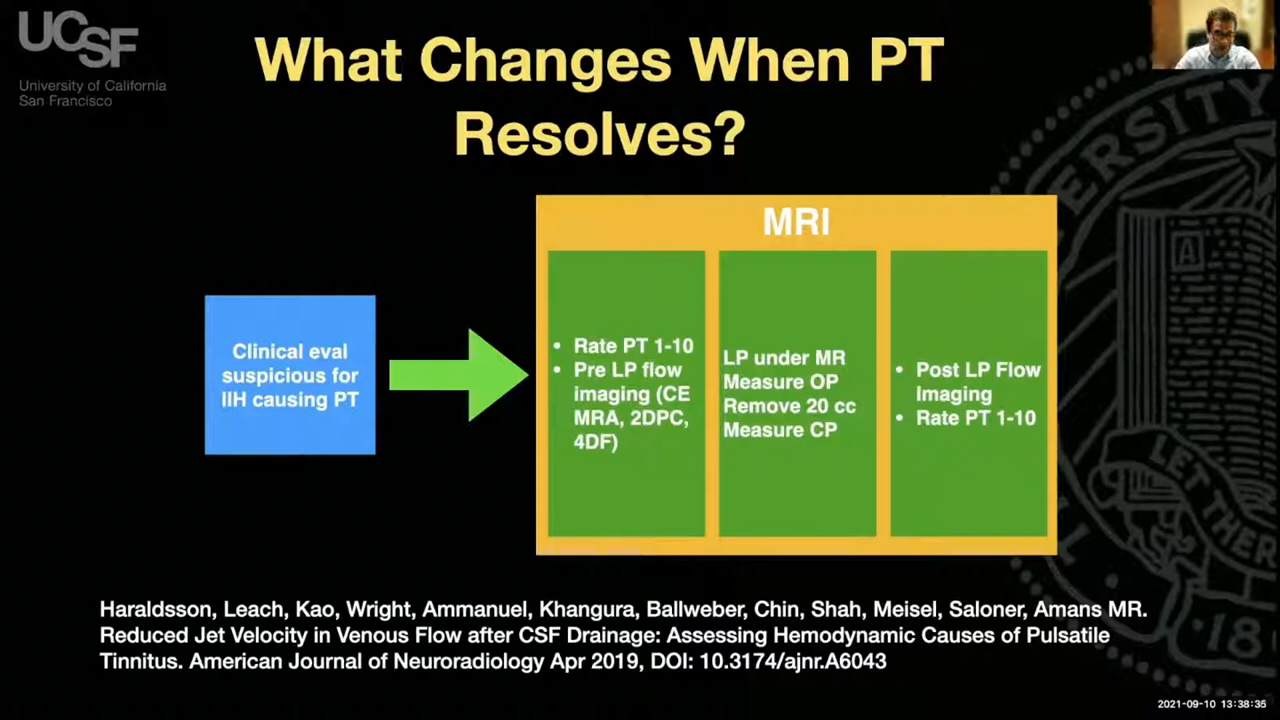 UCSF
University of California
San Francisco
What Changes When PT
Resolves?
MRI
Clinical eval
suspicious for
IIH causing PT
• Rate PT 1-10
• Pre LP flow
imaging (CE
MRA, 2DPC,
4DF)
LP under MR
Measure OP
Remove 20 cc
Measure CP
• Post LP Flow
Imaging
• Rate PT 1-10
Haraldsson, Leach, Kao, Wright, Ammanuel, Khangura, Ballweber, Chin, Shah, Meisel, Saloner, Amans MR.
Reduced Jet Velocity in Venous Flow after CSF Drainage: Assessing Hemodynamic Causes of Pulsatile
Tinnitus. American Journal of Neuroradiology Apr 2019, DOI: 10.3174/ajnr.A6043
A
LET THERE
18
2021-09-10 13:38:35